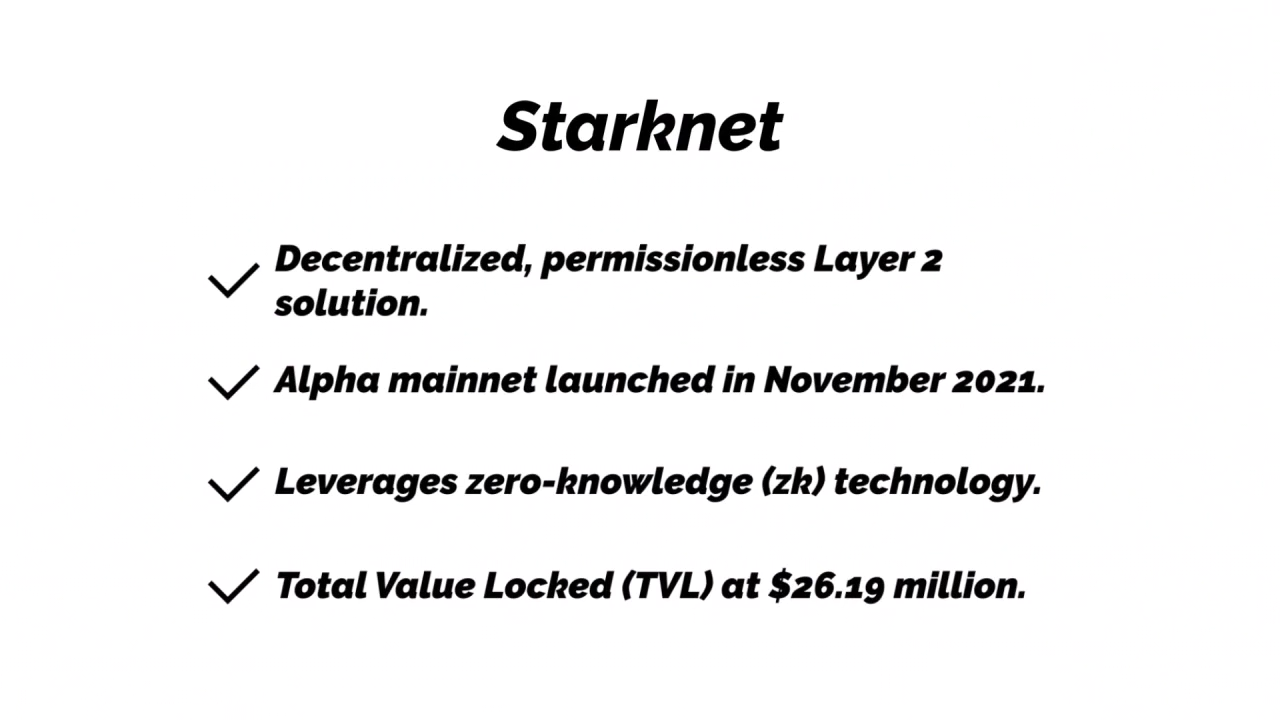 Starknet
Decentralized, permissionless Layer 2
solution.
Alpha mainnet launched in November 2021.
Leverages zero-knowledge (zk) technology.
Total Value Locked (TVL) at $26.19 million.